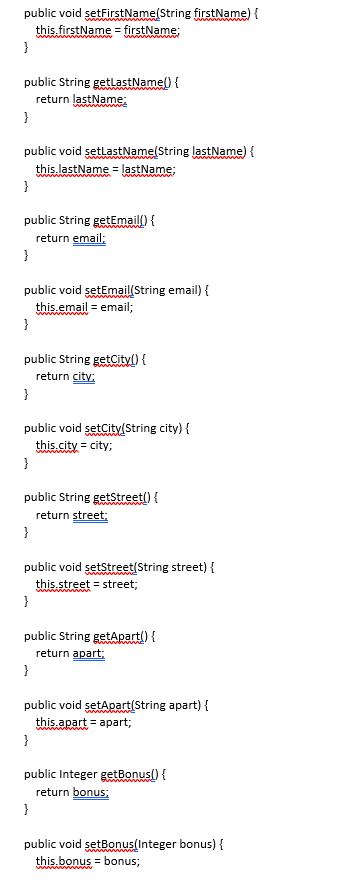 public void setFirstName(String firstName) {
this.firstName = firstName;
}
public String getLastName() {
return lastName;
}
public void setLastName(String lastName) {
this.lastName = lastName;
}
public String getEmail() {
return email;
}
public void setEmail(String email) {
this.email = email;
}
public String getCity() {
return city;
}
public void setCity(String city) {
this.city = city;
}
public String getStreet() {
return street;
}
public void setStreet(String street) {
this.street = street;
}
public String getApart() {
return apart;
}
public void setApart(String apart) {
this.apart = apart;
}
public Integer getBonus() {
return bonus;
}
public void setBonus(Integer bonus) {
this.bonus = bonus;